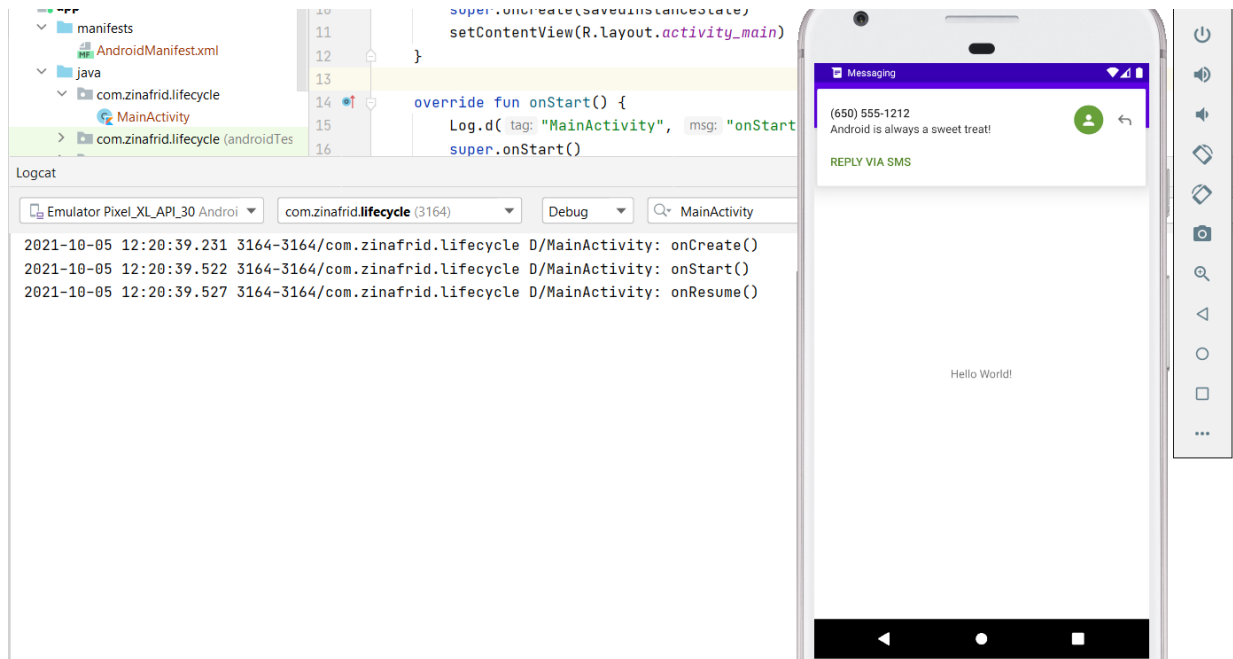 app
manifests
AndroidManifest.xml
java
com.zinafrid.lifecycle
MainActivity
com.zinafrid.lifecycle (androidTes
10 super.onCreate(savedInstanceState)
11 setContentView(R.layout.activity_main)
12 }
13
14 override fun onStart() {
15 Log.d( tag: "MainActivity", msg: "onStart
16 super.onStart()
Logcat
Emulator Pixel_XL_API_30 Androi
com.zinafrid.lifecycle (3164)
Debug
MainActivity
2021-10-05 12:20:39.231 3164-3164/com.zinafrid.lifecycle D/MainActivity: onCreate()
2021-10-05 12:20:39.522 3164-3164/com.zinafrid.lifecycle D/MainActivity: onStart()
2021-10-05 12:20:39.527 3164-3164/com.zinafrid.lifecycle D/MainActivity: onResume()
Messaging
(650) 555-1212
Android is always a sweet treat!
REPLY VIA SMS
Hello World!